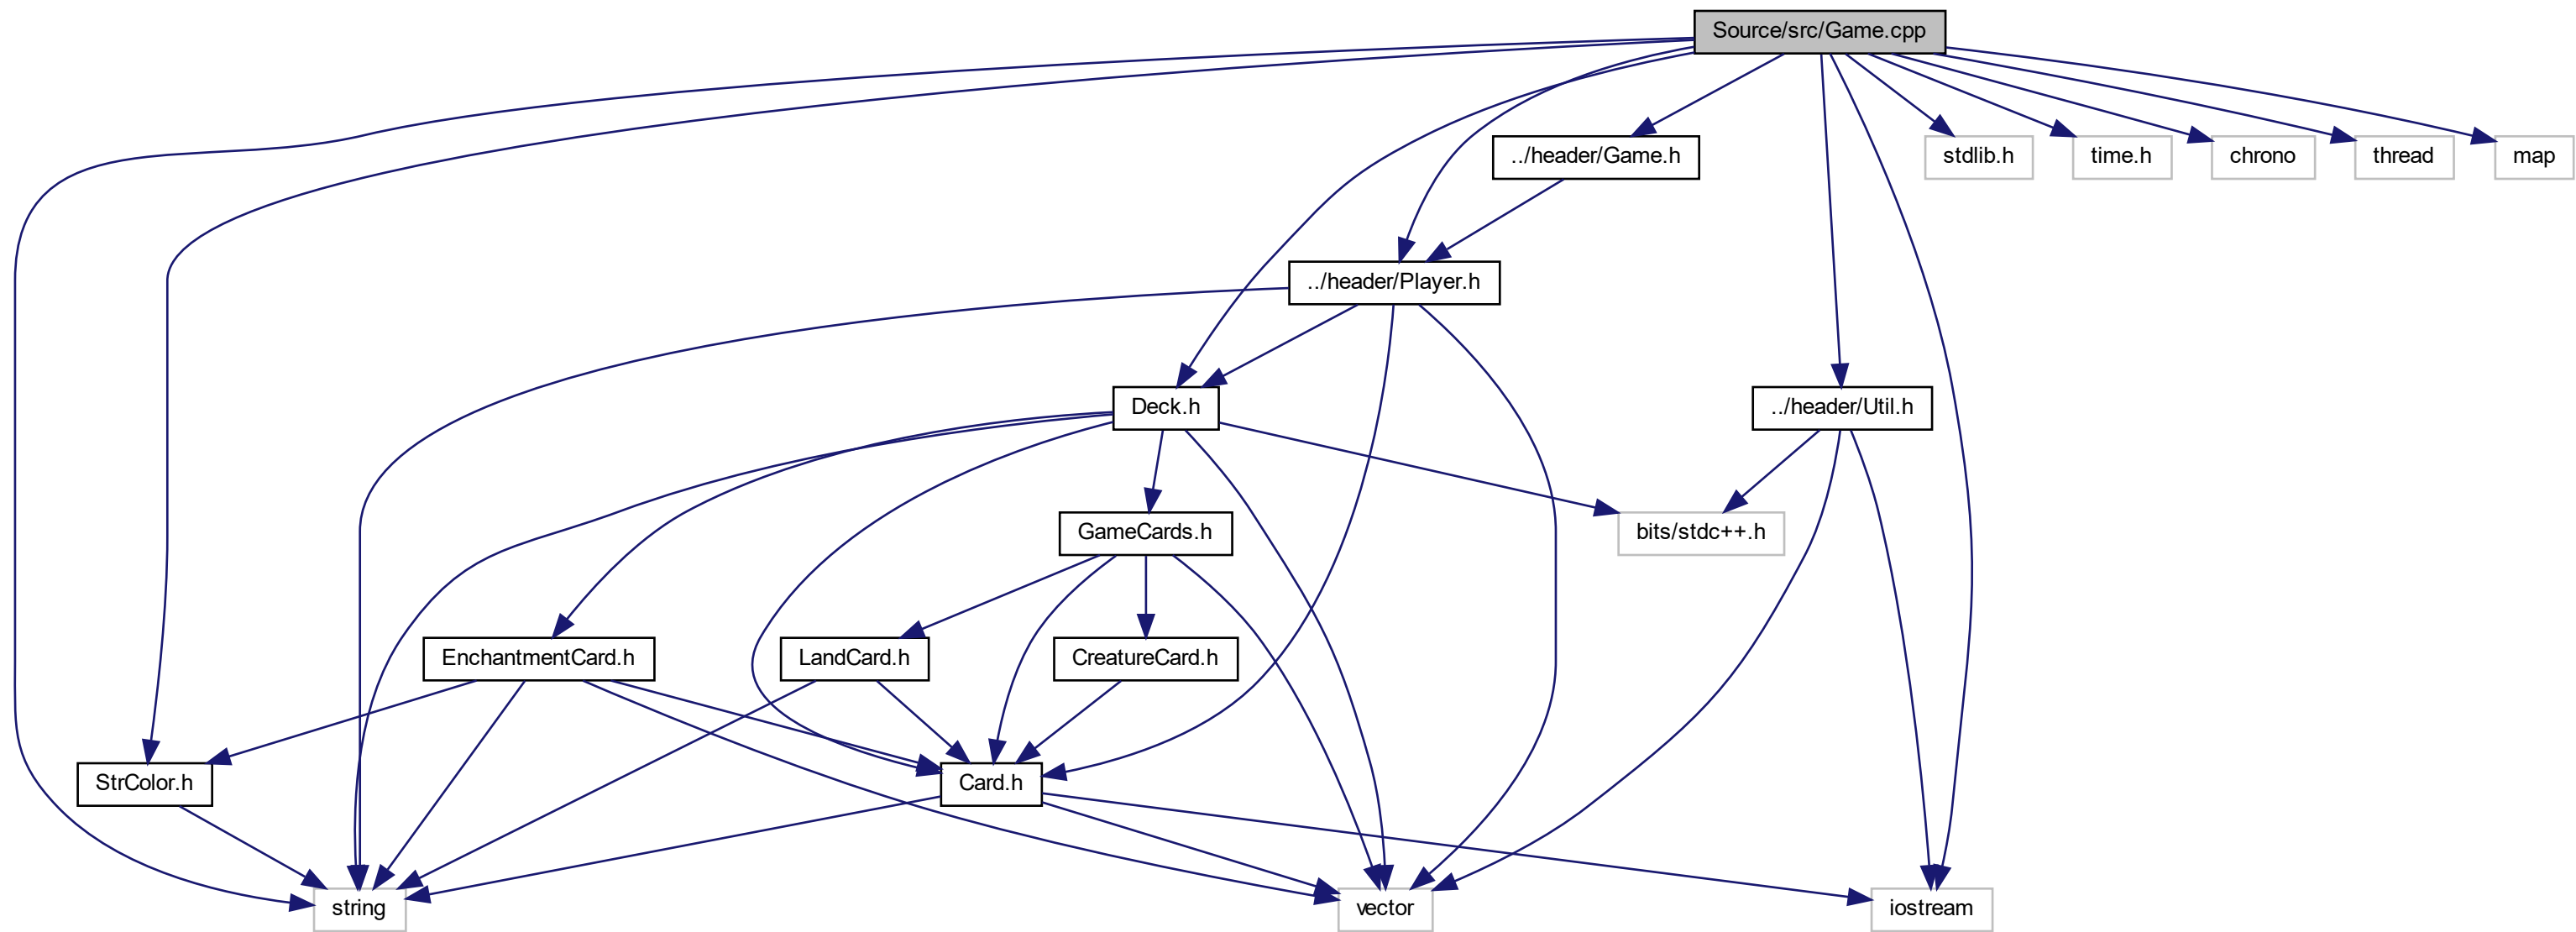 Source/src/Game.cpp
../header/Game.h
stdlib.h
time.h
chrono
thread
map
../header/Player.h
Deck.h
../header/Util.h
GameCards.h
bits/stdc++.h
EnchantmentCard.h
LandCard.h
CreatureCard.h
StrColor.h
Card.h
string
vector
iostream